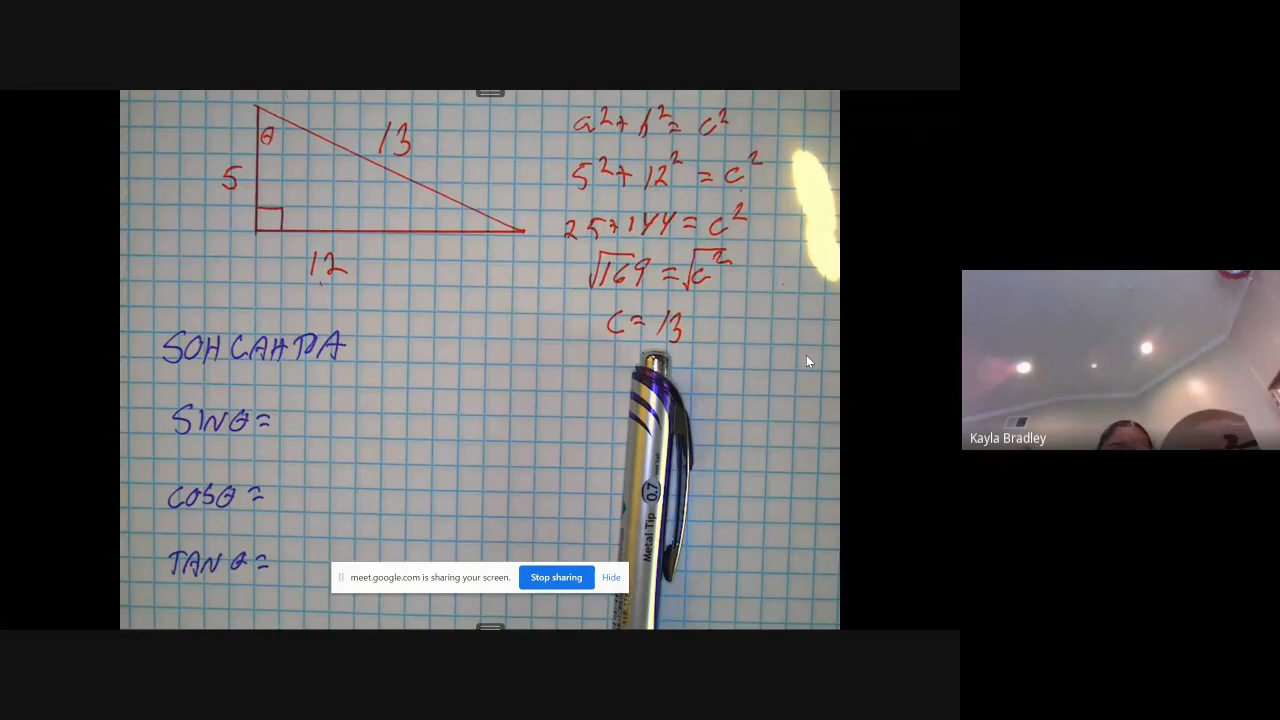 θ
13
5
12
a² + b² = c²
5² + 12² = c²
25 + 144 = c²
√169 = √c²
c = 13
SOH CAH TOA
SIN θ =
COS θ =
TAN θ =
Metal Tip 0.7
meet.google.com is sharing your screen. Stop sharing Hide
Kayla Bradley